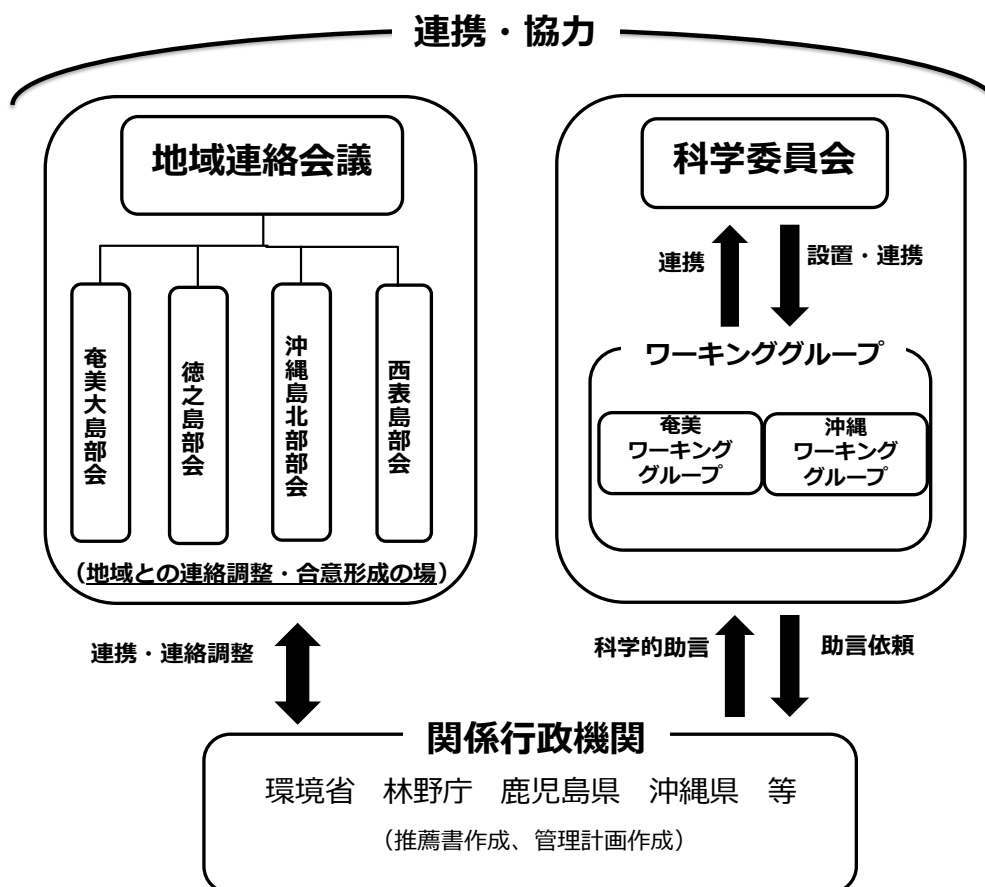 連携・協力
地域連絡会議
奄美大島部会
徳之島部会
沖縄島北部部会
西表島部会
（地域との連絡調整・合意形成の場）
科学委員会
連携
設置・連携
ワーキンググループ
奄美
ワーキング
グループ
沖縄
ワーキング
グループ
連携・連絡調整
科学的助言
助言依頼
関係行政機関
環境省　林野庁　鹿児島県　沖縄県　等
（推薦書作成、管理計画作成）